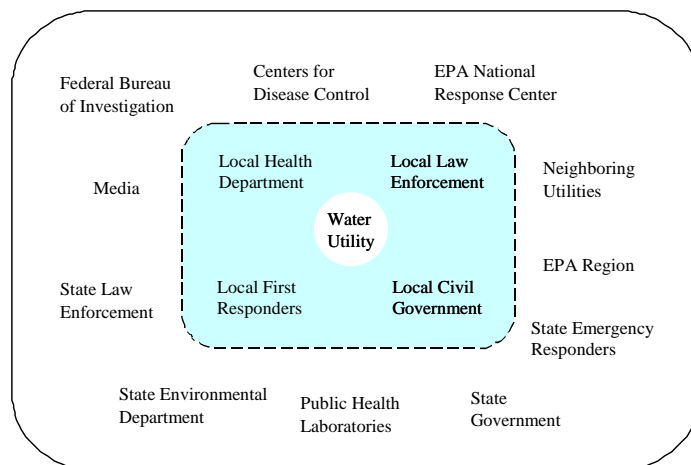 Federal Bureau
of Investigation
Centers for
Disease Control
EPA National
Response Center
Media
Local Health
Department
Local Law
Enforcement
Neighboring
Utilities
Water
Utility
EPA Region
State Law
Enforcement
Local First
Responders
Local Civil
Government
State Emergency
Responders
State Environmental
Department
Public Health
Laboratories
State
Government